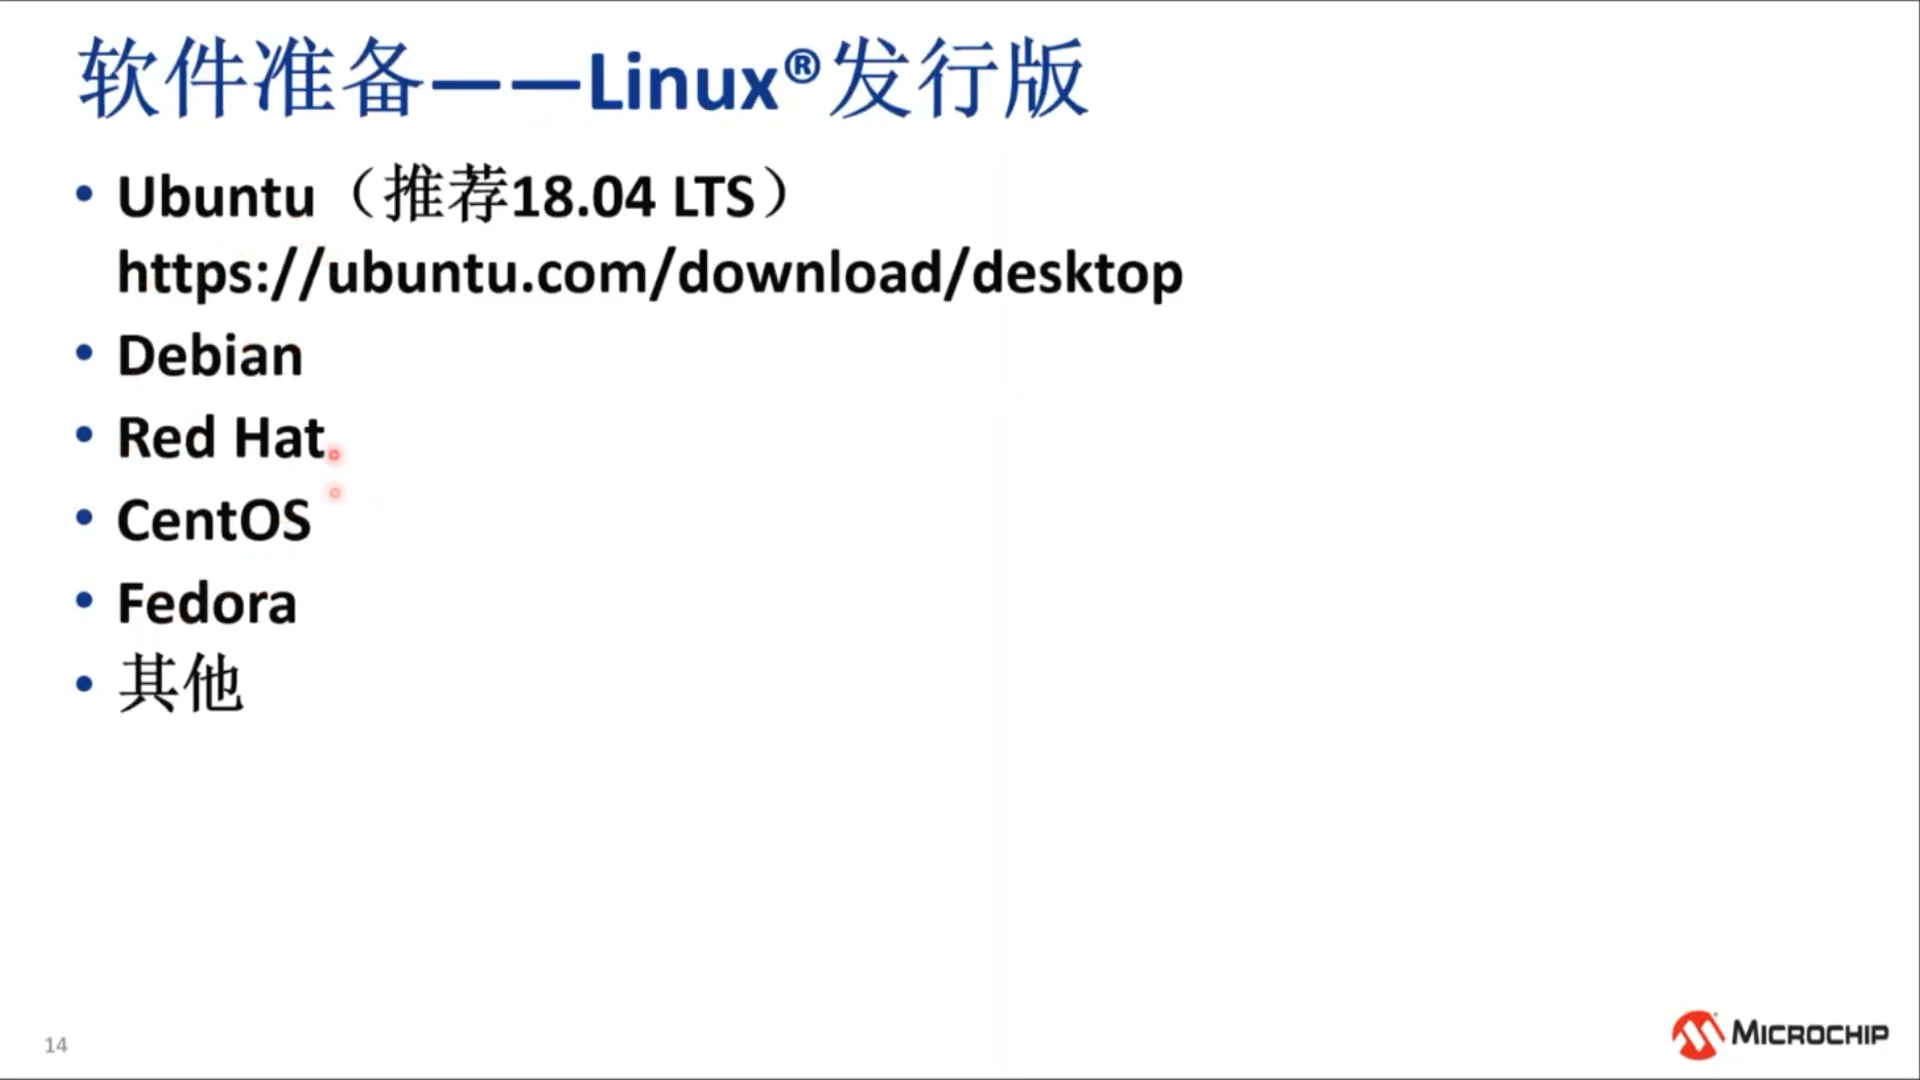 软件准备——Linux®发行版
• Ubuntu（推荐18.04 LTS）
https://ubuntu.com/download/desktop
• Debian
• Red Hat
• CentOS
• Fedora
• 其他
14
MICROCHIP